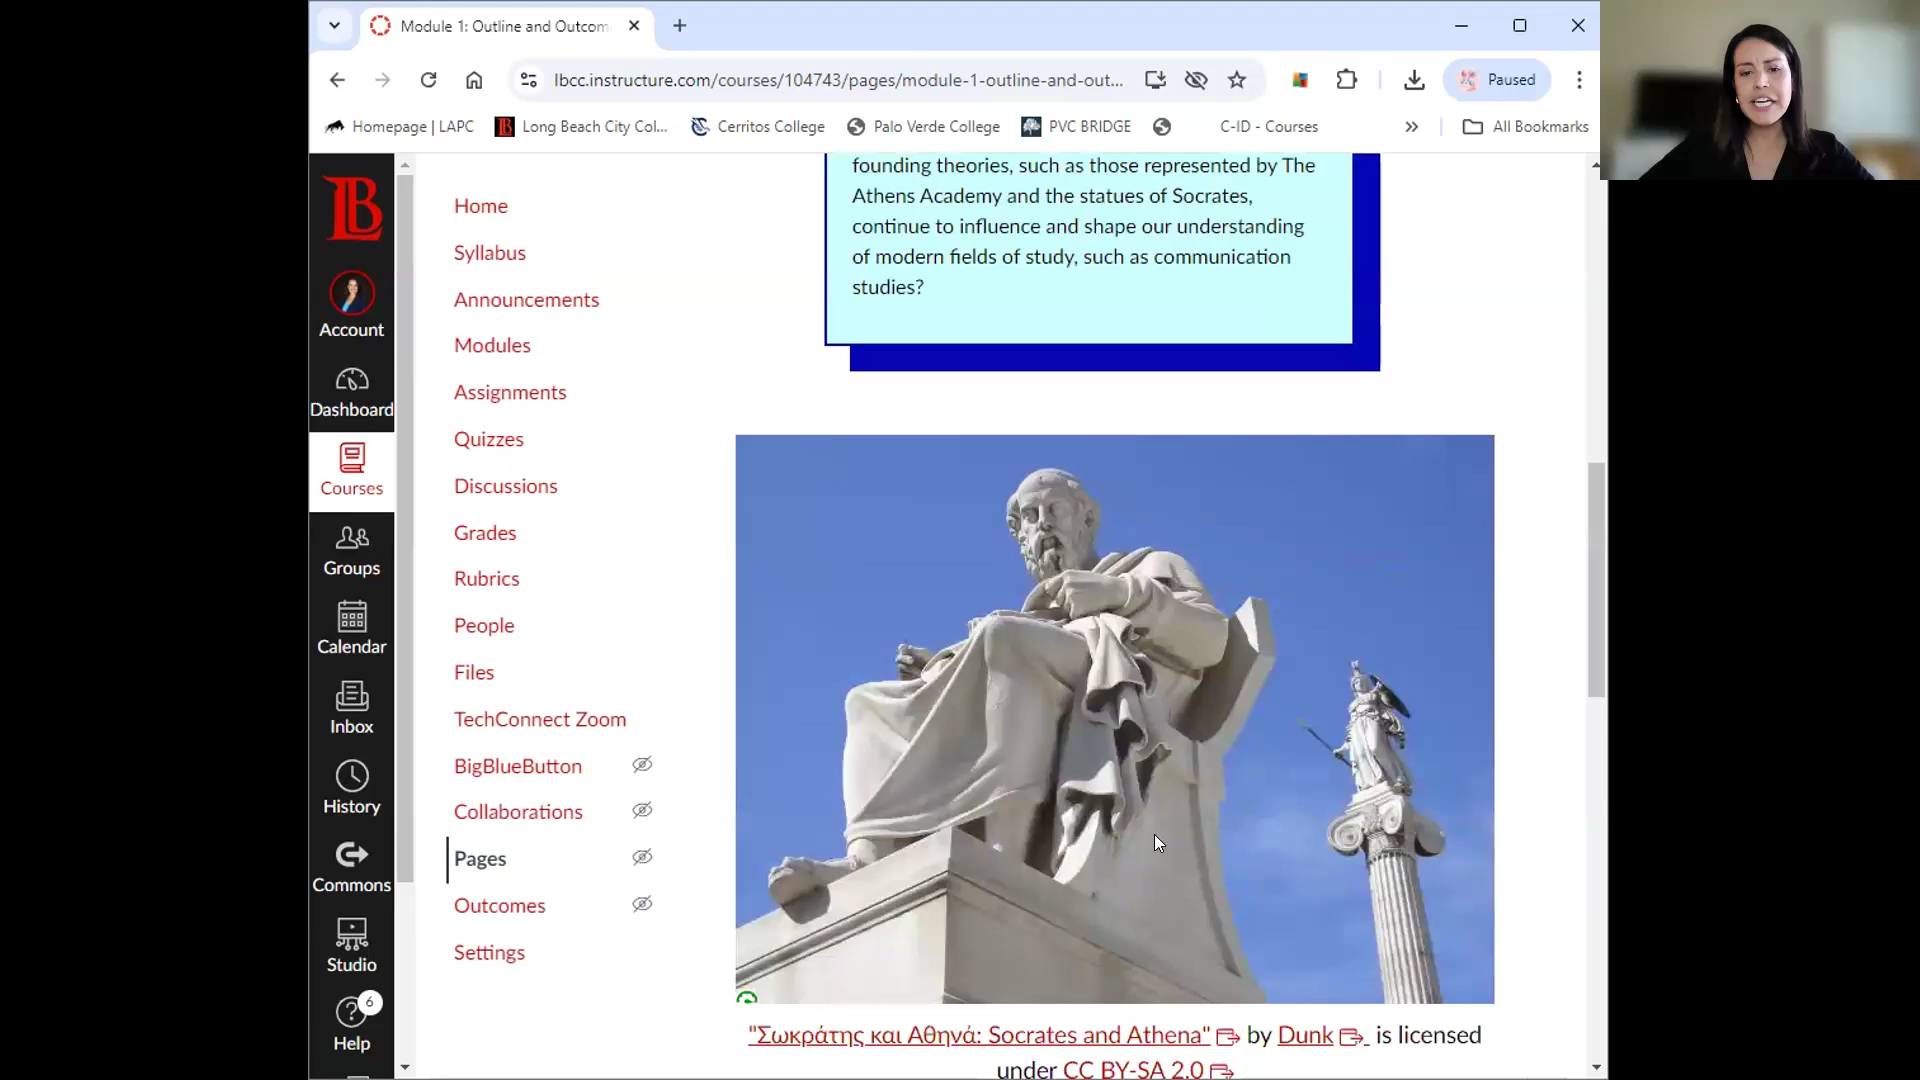 Module 1: Outline and Outcom
lbcc.instructure.com/courses/104743/pages/module-1-outline-and-out...
Paused
Homepage | LAPC
Long Beach City Col...
Cerritos College
Palo Verde College
PVC BRIDGE
C-ID - Courses
All Bookmarks
LB
Account
Dashboard
Courses
Groups
Calendar
Inbox
History
Commons
Studio
6
Help
Home
Syllabus
Announcements
Modules
Assignments
Quizzes
Discussions
Grades
Rubrics
People
Files
TechConnect Zoom
BigBlueButton
Collaborations
Pages
Outcomes
Settings
founding theories, such as those represented by The
Athens Academy and the statues of Socrates,
continue to influence and shape our understanding
of modern fields of study, such as communication
studies?
"Σωκράτης και Αθηνά: Socrates and Athena" by Dunk is licensed
under CC BY-SA 2.0